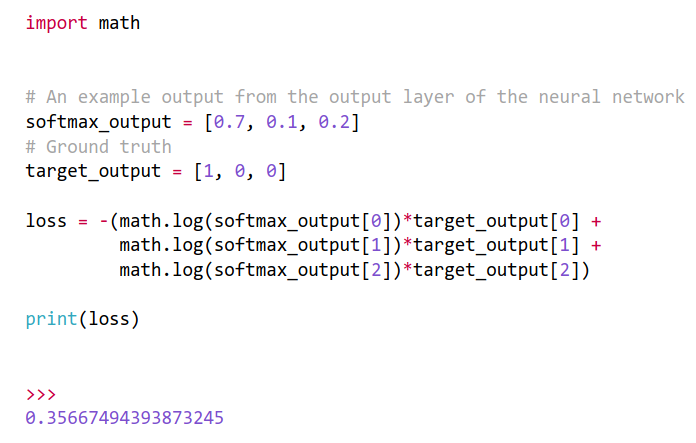 import math
# An example output from the output layer of the neural network
softmax_output = [0.7, 0.1, 0.2]
# Ground truth
target_output = [1, 0, 0]
loss = -(math.log(softmax_output[0])*target_output[0] +
         math.log(softmax_output[1])*target_output[1] +
         math.log(softmax_output[2])*target_output[2])
print(loss)
>>>
0.35667494393873245